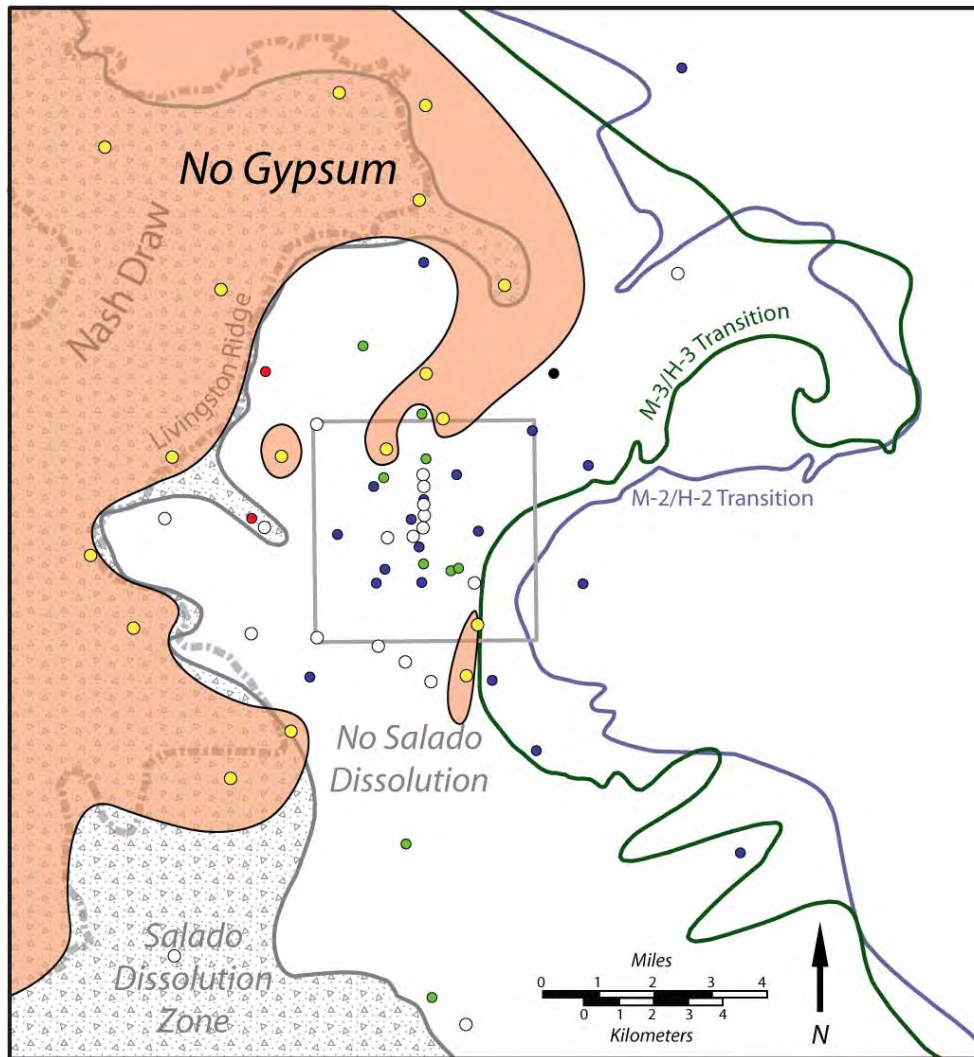 No Gypsum
Nash Draw
Livingston Ridge
M-3/H-3 Transition
M-2/H-2 Transition
No Salado
Dissolution
Salado
Dissolution
Zone
Miles
0 1 2 3 4
0 1 2 3 4
Kilometers
N